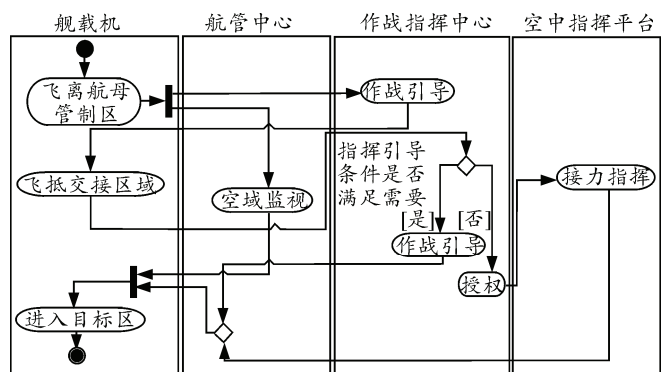 舰载机
航管中心
作战指挥中心
空中指挥平台
飞离航母
管制区
作战引导
指挥引导
条件是否
满足需要
飞抵交接区域
空域监视
接力指挥
[是]
[否]
作战引导
授权
进入目标区